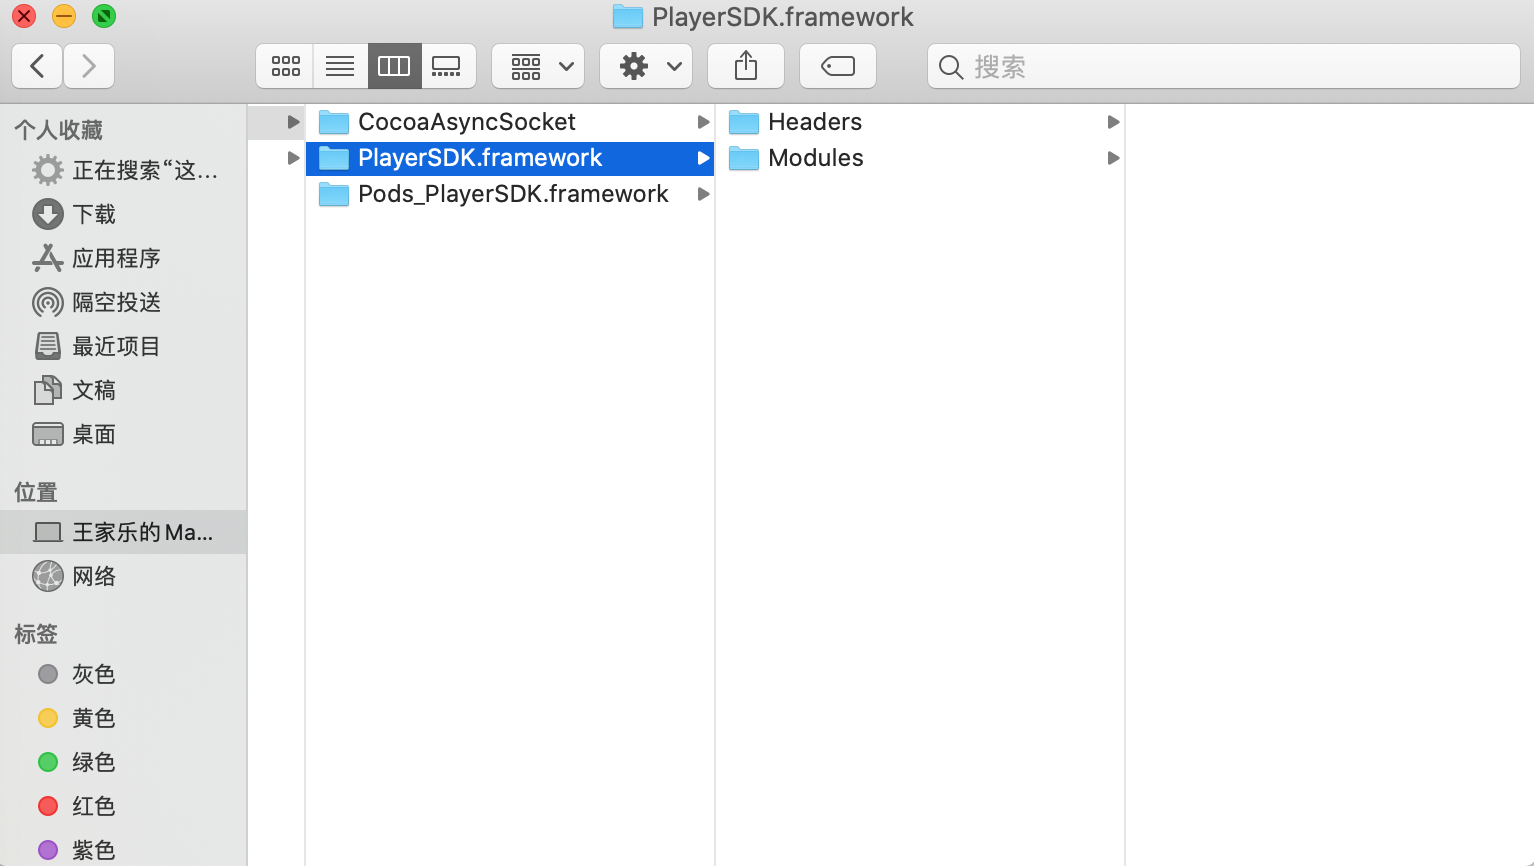 PlayerSDK.framework
搜索
个人收藏
正在搜索“这...
下载
应用程序
隔空投送
最近项目
文稿
桌面
位置
王家乐的 Ma...
网络
标签
灰色
黄色
绿色
红色
紫色
CocoaAsyncSocket
PlayerSDK.framework
Pods_PlayerSDK.framework
Headers
Modules